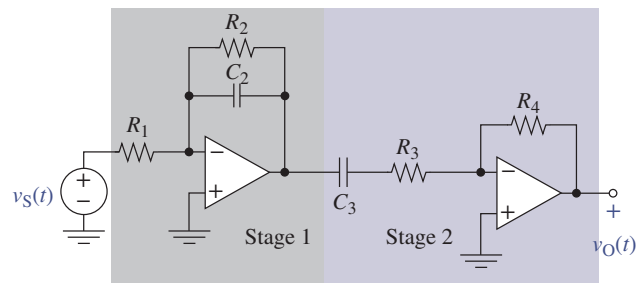 R2
C2
R1
−
+
+
−
vS(t)
Stage 1
C3
R3
R4
−
+
Stage 2
+
vO(t)